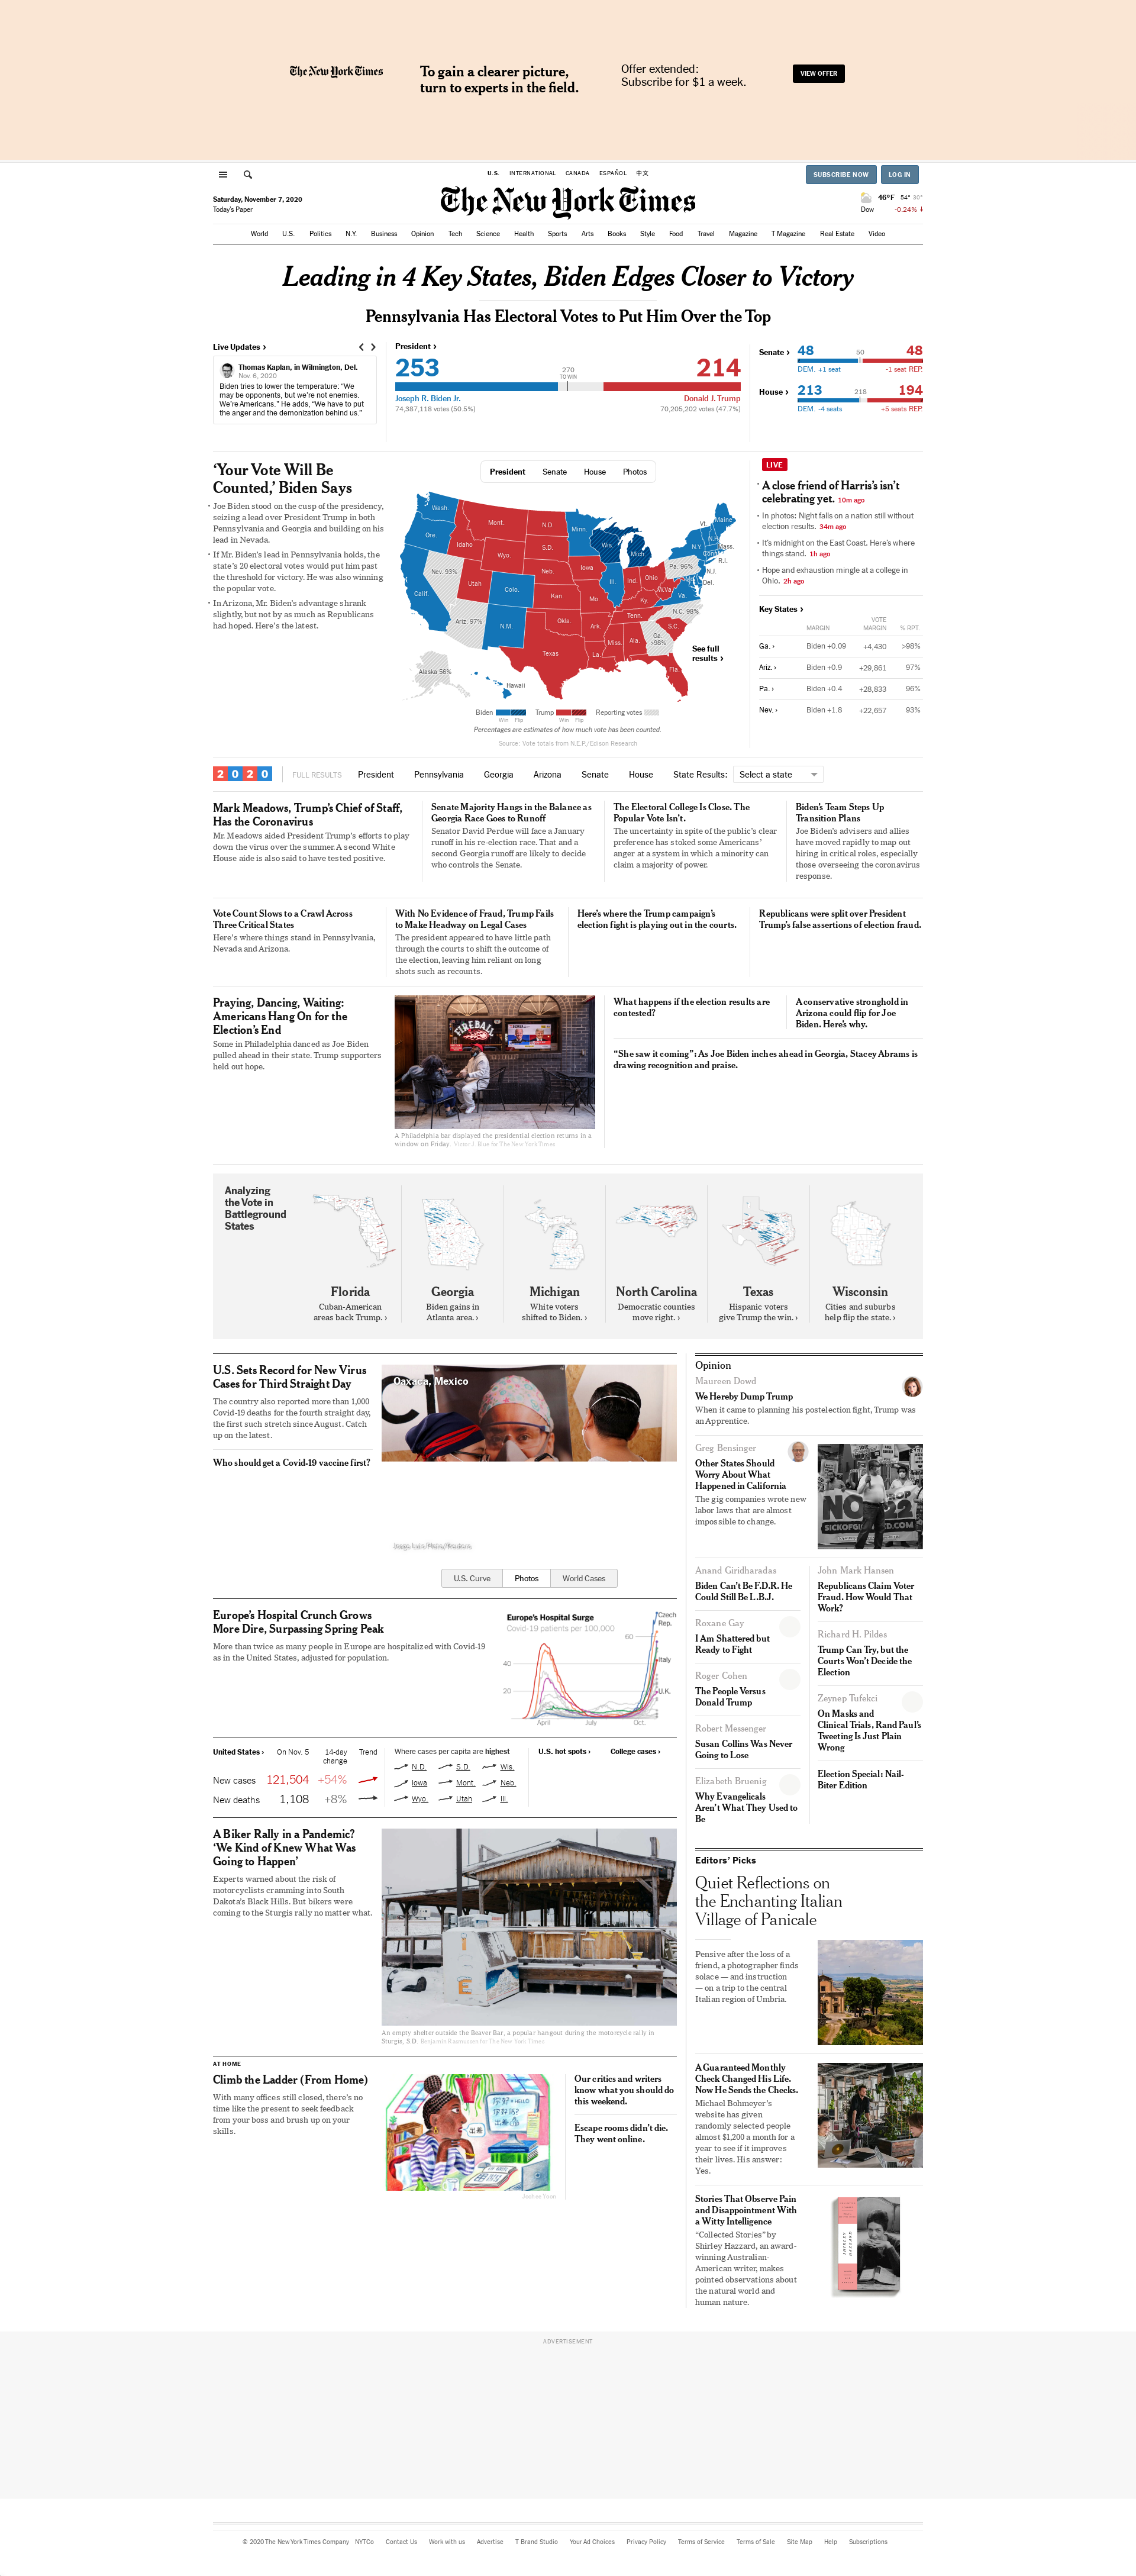 The New York Times
To gain a clearer picture,
turn to experts in the field.
Offer extended:
Subscribe for $1 a week.
VIEW OFFER
U.S. INTERNATIONAL CANADA ESPAÑOL 中文
SUBSCRIBE NOW LOG IN
Saturday, November 7, 2020
Today's Paper
The New York Times
46°F 54° 30°
Dow -0.24% ↓
World U.S. Politics N.Y. Business Opinion Tech Science Health Sports Arts Books Style Food Travel Magazine T Magazine Real Estate Video
Leading in 4 Key States, Biden Edges Closer to Victory
Pennsylvania Has Electoral Votes to Put Him Over the Top
Live Updates ›
Thomas Kaplan, in Wilmington, Del.
Nov. 6, 2020
Biden tries to lower the temperature: “We
may be opponents, but we're not enemies.
We're Americans.” He adds, “We have to put
the anger and the demonization behind us.”
President ›
253
270
TO WIN
214
Joseph R. Biden Jr.
Donald J. Trump
74,387,118 votes (50.5%)
70,205,202 votes (47.7%)
Senate ›
48 50 48
DEM. +1 seat -1 seat REP.
House ›
213 218 194
DEM. -4 seats +5 seats REP.
‘Your Vote Will Be
Counted,’ Biden Says
• Joe Biden stood on the cusp of the presidency,
seizing a lead over President Trump in both
Pennsylvania and Georgia and building on his
lead in Nevada.
• If Mr. Biden's lead in Pennsylvania holds, the
state's 20 electoral votes would put him past
the threshold for victory. He was also winning
the popular vote.
• In Arizona, Mr. Biden's advantage shrank
slightly, but not by as much as Republicans
had hoped. Here's the latest.
President Senate House Photos
Wash.
Ore.
Calif.
Nev. 93%
Idaho
Mont.
Wyo.
Utah
Colo.
Ariz. 97%
N.M.
N.D.
S.D.
Neb.
Kan.
Okla.
Texas
Minn.
Iowa
Mo.
Ark.
La.
Wis.
Ill.
Mich.
Ind.
Ohio
Ky.
Tenn.
Miss.
Ala.
Ga.
>98%
Fla.
S.C.
N.C. 98%
Va.
W.Va.
Pa. 96%
N.Y.
Vt.
N.H.
Maine
Mass.
Conn.
R.I.
N.J.
Del.
Alaska 56%
Hawaii
See full
results ›
Biden Trump Reporting votes
Win Flip Win Flip
Percentages are estimates of how much vote has been counted.
Source: Vote totals from N.E.P./Edison Research
LIVE
• A close friend of Harris's isn't
celebrating yet. 10m ago
• In photos: Night falls on a nation still without
election results. 34m ago
• It's midnight on the East Coast. Here's where
things stand. 1h ago
• Hope and exhaustion mingle at a college in
Ohio. 2h ago
Key States ›
MARGIN VOTE MARGIN % RPT.
Ga. › Biden +0.09 +4,430 >98%
Ariz. › Biden +0.9 +29,861 97%
Pa. › Biden +0.4 +28,833 96%
Nev. › Biden +1.8 +22,657 93%
2020 FULL RESULTS President Pennsylvania Georgia Arizona Senate House State Results: Select a state
Mark Meadows, Trump's Chief of Staff,
Has the Coronavirus
Mr. Meadows aided President Trump's efforts to play
down the virus over the summer. A second White
House aide is also said to have tested positive.
Senate Majority Hangs in the Balance as
Georgia Race Goes to Runoff
Senator David Perdue will face a January
runoff in his re-election race. That and a
second Georgia runoff are likely to decide
who controls the Senate.
The Electoral College Is Close. The
Popular Vote Isn't.
The uncertainty in spite of the public's clear
preference has stoked some Americans'
anger at a system in which a minority can
claim a majority of power.
Biden's Team Steps Up
Transition Plans
Joe Biden's advisers and allies
have moved rapidly to map out
hiring in critical roles, especially
those overseeing the coronavirus
response.
Vote Count Slows to a Crawl Across
Three Critical States
Here's where things stand in Pennsylvania,
Nevada and Arizona.
With No Evidence of Fraud, Trump Fails
to Make Headway on Legal Cases
The president appeared to have little path
through the courts to shift the outcome of
the election, leaving him reliant on long
shots such as recounts.
Here's where the Trump campaign's
election fight is playing out in the courts.
Republicans were split over President
Trump's false assertions of election fraud.
Praying, Dancing, Waiting:
Americans Hang On for the
Election's End
Some in Philadelphia danced as Joe Biden
pulled ahead in their state. Trump supporters
held out hope.
FIREBALL
A Philadelphia bar displayed the presidential election returns in a
window on Friday. Victor J. Blue for The New York Times
What happens if the election results are
contested?
A conservative stronghold in
Arizona could flip for Joe
Biden. Here's why.
“She saw it coming”: As Joe Biden inches ahead in Georgia, Stacey Abrams is
drawing recognition and praise.
Analyzing
the Vote in
Battleground
States
Florida
Cuban-American
areas back Trump. ›
Georgia
Biden gains in
Atlanta area. ›
Michigan
White voters
shifted to Biden. ›
North Carolina
Democratic counties
move right. ›
Texas
Hispanic voters
give Trump the win. ›
Wisconsin
Cities and suburbs
help flip the state. ›
U.S. Sets Record for New Virus
Cases for Third Straight Day
The country also reported more than 1,000
Covid-19 deaths for the fourth straight day,
the first such stretch since August. Catch
up on the latest.
Who should get a Covid-19 vaccine first?
Oaxaca, Mexico
Jorge Luis Plata/Reuters
U.S. Curve Photos World Cases
Europe's Hospital Crunch Grows
More Dire, Surpassing Spring Peak
More than twice as many people in Europe are hospitalized with Covid-19
as in the United States, adjusted for population.
Europe's Hospital Surge
Covid-19 patients per 100,000
60
40
20
Czech
Rep.
Italy
U.K.
April July Oct.
United States › On Nov. 5 14-day change Trend
New cases 121,504 +54%
New deaths 1,108 +8%
Where cases per capita are highest
N.D. S.D. Wis.
Iowa Mont. Neb.
Wyo. Utah Ill.
U.S. hot spots ›
College cases ›
A Biker Rally in a Pandemic?
‘We Kind of Knew What Was
Going to Happen’
Experts warned about the risk of
motorcyclists cramming into South
Dakota's Black Hills. But bikers were
coming to the Sturgis rally no matter what.
An empty shelter outside the Beaver Bar, a popular hangout during the motorcycle rally in
Sturgis, S.D. Benjamin Rasmussen for The New York Times
AT HOME
Climb the Ladder (From Home)
With many offices still closed, there's no
time like the present to seek feedback
from your boss and brush up on your
skills.
HELLO
Our critics and writers
know what you should do
this weekend.
Escape rooms didn't die.
They went online.
Opinion
Maureen Dowd
We Hereby Dump Trump
When it came to planning his postelection fight, Trump was
an Apprentice.
Greg Bensinger
Other States Should
Worry About What
Happened in California
The gig companies wrote new
labor laws that are almost
impossible to change.
NO 22
Anand Giridharadas
Biden Can't Be F.D.R. He
Could Still Be L.B.J.
Roxane Gay
I Am Shattered but
Ready to Fight
Roger Cohen
The People Versus
Donald Trump
Robert Messenger
Susan Collins Was Never
Going to Lose
Elizabeth Bruenig
Why Evangelicals
Aren't What They Used to
Be
John Mark Hansen
Republicans Claim Voter
Fraud. How Would That
Work?
Richard H. Pildes
Trump Can Try, but the
Courts Won't Decide the
Election
Zeynep Tufekci
On Masks and
Clinical Trials, Rand Paul's
Tweeting Is Just Plain
Wrong
Election Special: Nail-
Biter Edition
Editors' Picks
Quiet Reflections on
the Enchanting Italian
Village of Panicale
Pensive after the loss of a
friend, a photographer finds
solace — and instruction
— on a trip to the central
Italian region of Umbria.
A Guaranteed Monthly
Check Changed His Life.
Now He Sends the Checks.
Michael Bohmeyer's
website has given
randomly selected people
almost $1,200 a month for a
year to see if it improves
their lives. His answer:
Yes.
Stories That Observe Pain
and Disappointment With
a Witty Intelligence
“Collected Stories” by
Shirley Hazzard, an award-
winning Australian-
American writer, makes
pointed observations about
the natural world and
human nature.
ADVERTISEMENT
© 2020 The New York Times Company NYTCo Contact Us Work with us Advertise T Brand Studio Your Ad Choices Privacy Policy Terms of Service Terms of Sale Site Map Help Subscriptions